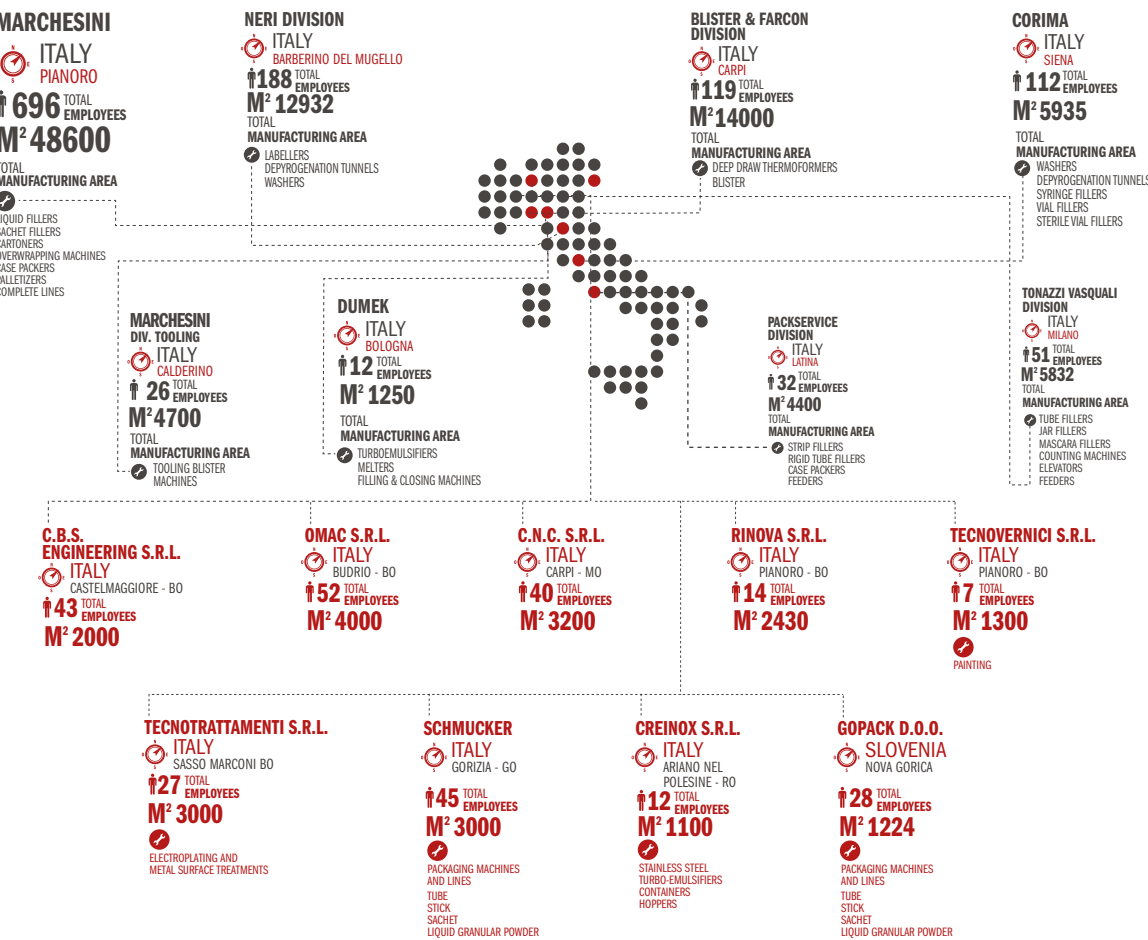 MARCHESINI
ITALY
PIANORO
696 TOTAL
EMPLOYEES
M² 48600
TOTAL
MANUFACTURING AREA
LIQUID FILLERS
SACHET FILLERS
CARTONERS
OVERWRAPPING MACHINES
CASE PACKERS
PALLETIZERS
COMPLETE LINES
NERI DIVISION
ITALY
BARBERINO DEL MUGELLO
188 TOTAL
EMPLOYEES
M² 12932
TOTAL
MANUFACTURING AREA
LABELLERS
DEPYROGENATION TUNNELS
WASHERS
BLISTER & FARCON
DIVISION
ITALY
CARPI
119 TOTAL
EMPLOYEES
M² 14000
TOTAL
MANUFACTURING AREA
DEEP DRAW THERMOFORMERS
BLISTER
CORIMA
ITALY
SIENA
112 TOTAL
EMPLOYEES
M² 5935
TOTAL
MANUFACTURING AREA
WASHERS
DEPYROGENATION TUNNELS
SYRINGE FILLERS
VIAL FILLERS
STERILE VIAL FILLERS
MARCHESINI
DIV. TOOLING
ITALY
CALDERINO
26 TOTAL
EMPLOYEES
M² 4700
TOTAL
MANUFACTURING AREA
TOOLING BLISTER
MACHINES
DUMEK
ITALY
BOLOGNA
12 TOTAL
EMPLOYEES
M² 1250
TOTAL
MANUFACTURING AREA
TURBOEMULSIFIERS
MELTERS
FILLING & CLOSING MACHINES
PACKSERVICE
DIVISION
ITALY
LATINA
32 TOTAL
EMPLOYEES
M² 4400
TOTAL
MANUFACTURING AREA
STRIP FILLERS
RIGID TUBE FILLERS
CASE PACKERS
FEEDERS
TONAZZI VASQUALI
DIVISION
ITALY
MILANO
51 TOTAL
EMPLOYEES
M² 5832
TOTAL
MANUFACTURING AREA
TUBE FILLERS
JAR FILLERS
MASCARA FILLERS
COUNTING MACHINES
ELEVATORS
FEEDERS
C.B.S.
ENGINEERING S.R.L.
ITALY
CASTELMAGGIORE - BO
43 TOTAL
EMPLOYEES
M² 2000
OMAC S.R.L.
ITALY
BUDRIO - BO
52 TOTAL
EMPLOYEES
M² 4000
C.N.C. S.R.L.
ITALY
CARPI - MO
40 TOTAL
EMPLOYEES
M² 3200
RINOVA S.R.L.
ITALY
PIANORO - BO
14 TOTAL
EMPLOYEES
M² 2430
TECNOVERNICI S.R.L.
ITALY
PIANORO - BO
7 TOTAL
EMPLOYEES
M² 1300
PAINTING
TECNOTRATTAMENTI S.R.L.
ITALY
SASSO MARCONI BO
27 TOTAL
EMPLOYEES
M² 3000
ELECTROPLATING AND
METAL SURFACE TREATMENTS
SCHMUCKER
ITALY
GORIZIA - GO
45 TOTAL
EMPLOYEES
M² 3000
PACKAGING MACHINES
AND LINES
TUBE
STICK
SACHET
LIQUID GRANULAR POWDER
CREINOX S.R.L.
ITALY
ARIANO NEL
POLESINE - RO
12 TOTAL
EMPLOYEES
M² 1100
STAINLESS STEEL
TURBO-EMULSIFIERS
CONTAINERS
HOPPERS
GOPACK D.O.O.
SLOVENIA
NOVA GORICA
28 TOTAL
EMPLOYEES
M² 1224
PACKAGING MACHINES
AND LINES
TUBE
STICK
SACHET
LIQUID GRANULAR POWDER